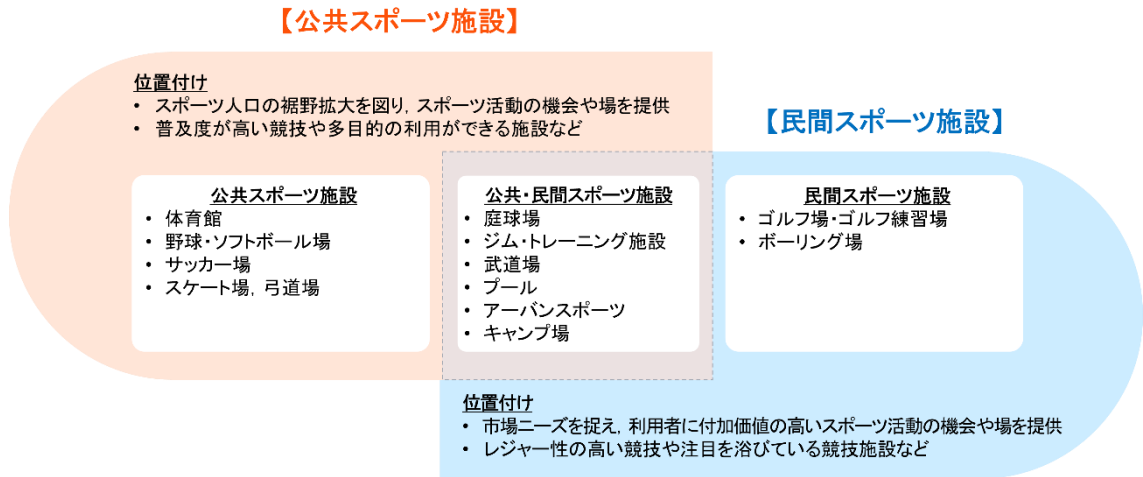 【公共スポーツ施設】
位置付け
• スポーツ人口の裾野拡大を図り，スポーツ活動の機会や場を提供
• 普及度が高い競技や多目的の利用ができる施設など
【民間スポーツ施設】
公共スポーツ施設
• 体育館
• 野球・ソフトボール場
• サッカー場
• スケート場，弓道場
公共・民間スポーツ施設
• 庭球場
• ジム・トレーニング施設
• 武道場
• プール
• アーバンスポーツ
• キャンプ場
民間スポーツ施設
• ゴルフ場・ゴルフ練習場
• ボーリング場
位置付け
• 市場ニーズを捉え，利用者に付加価値の高いスポーツ活動の機会や場を提供
• レジャー性の高い競技や注目を浴びている競技施設など